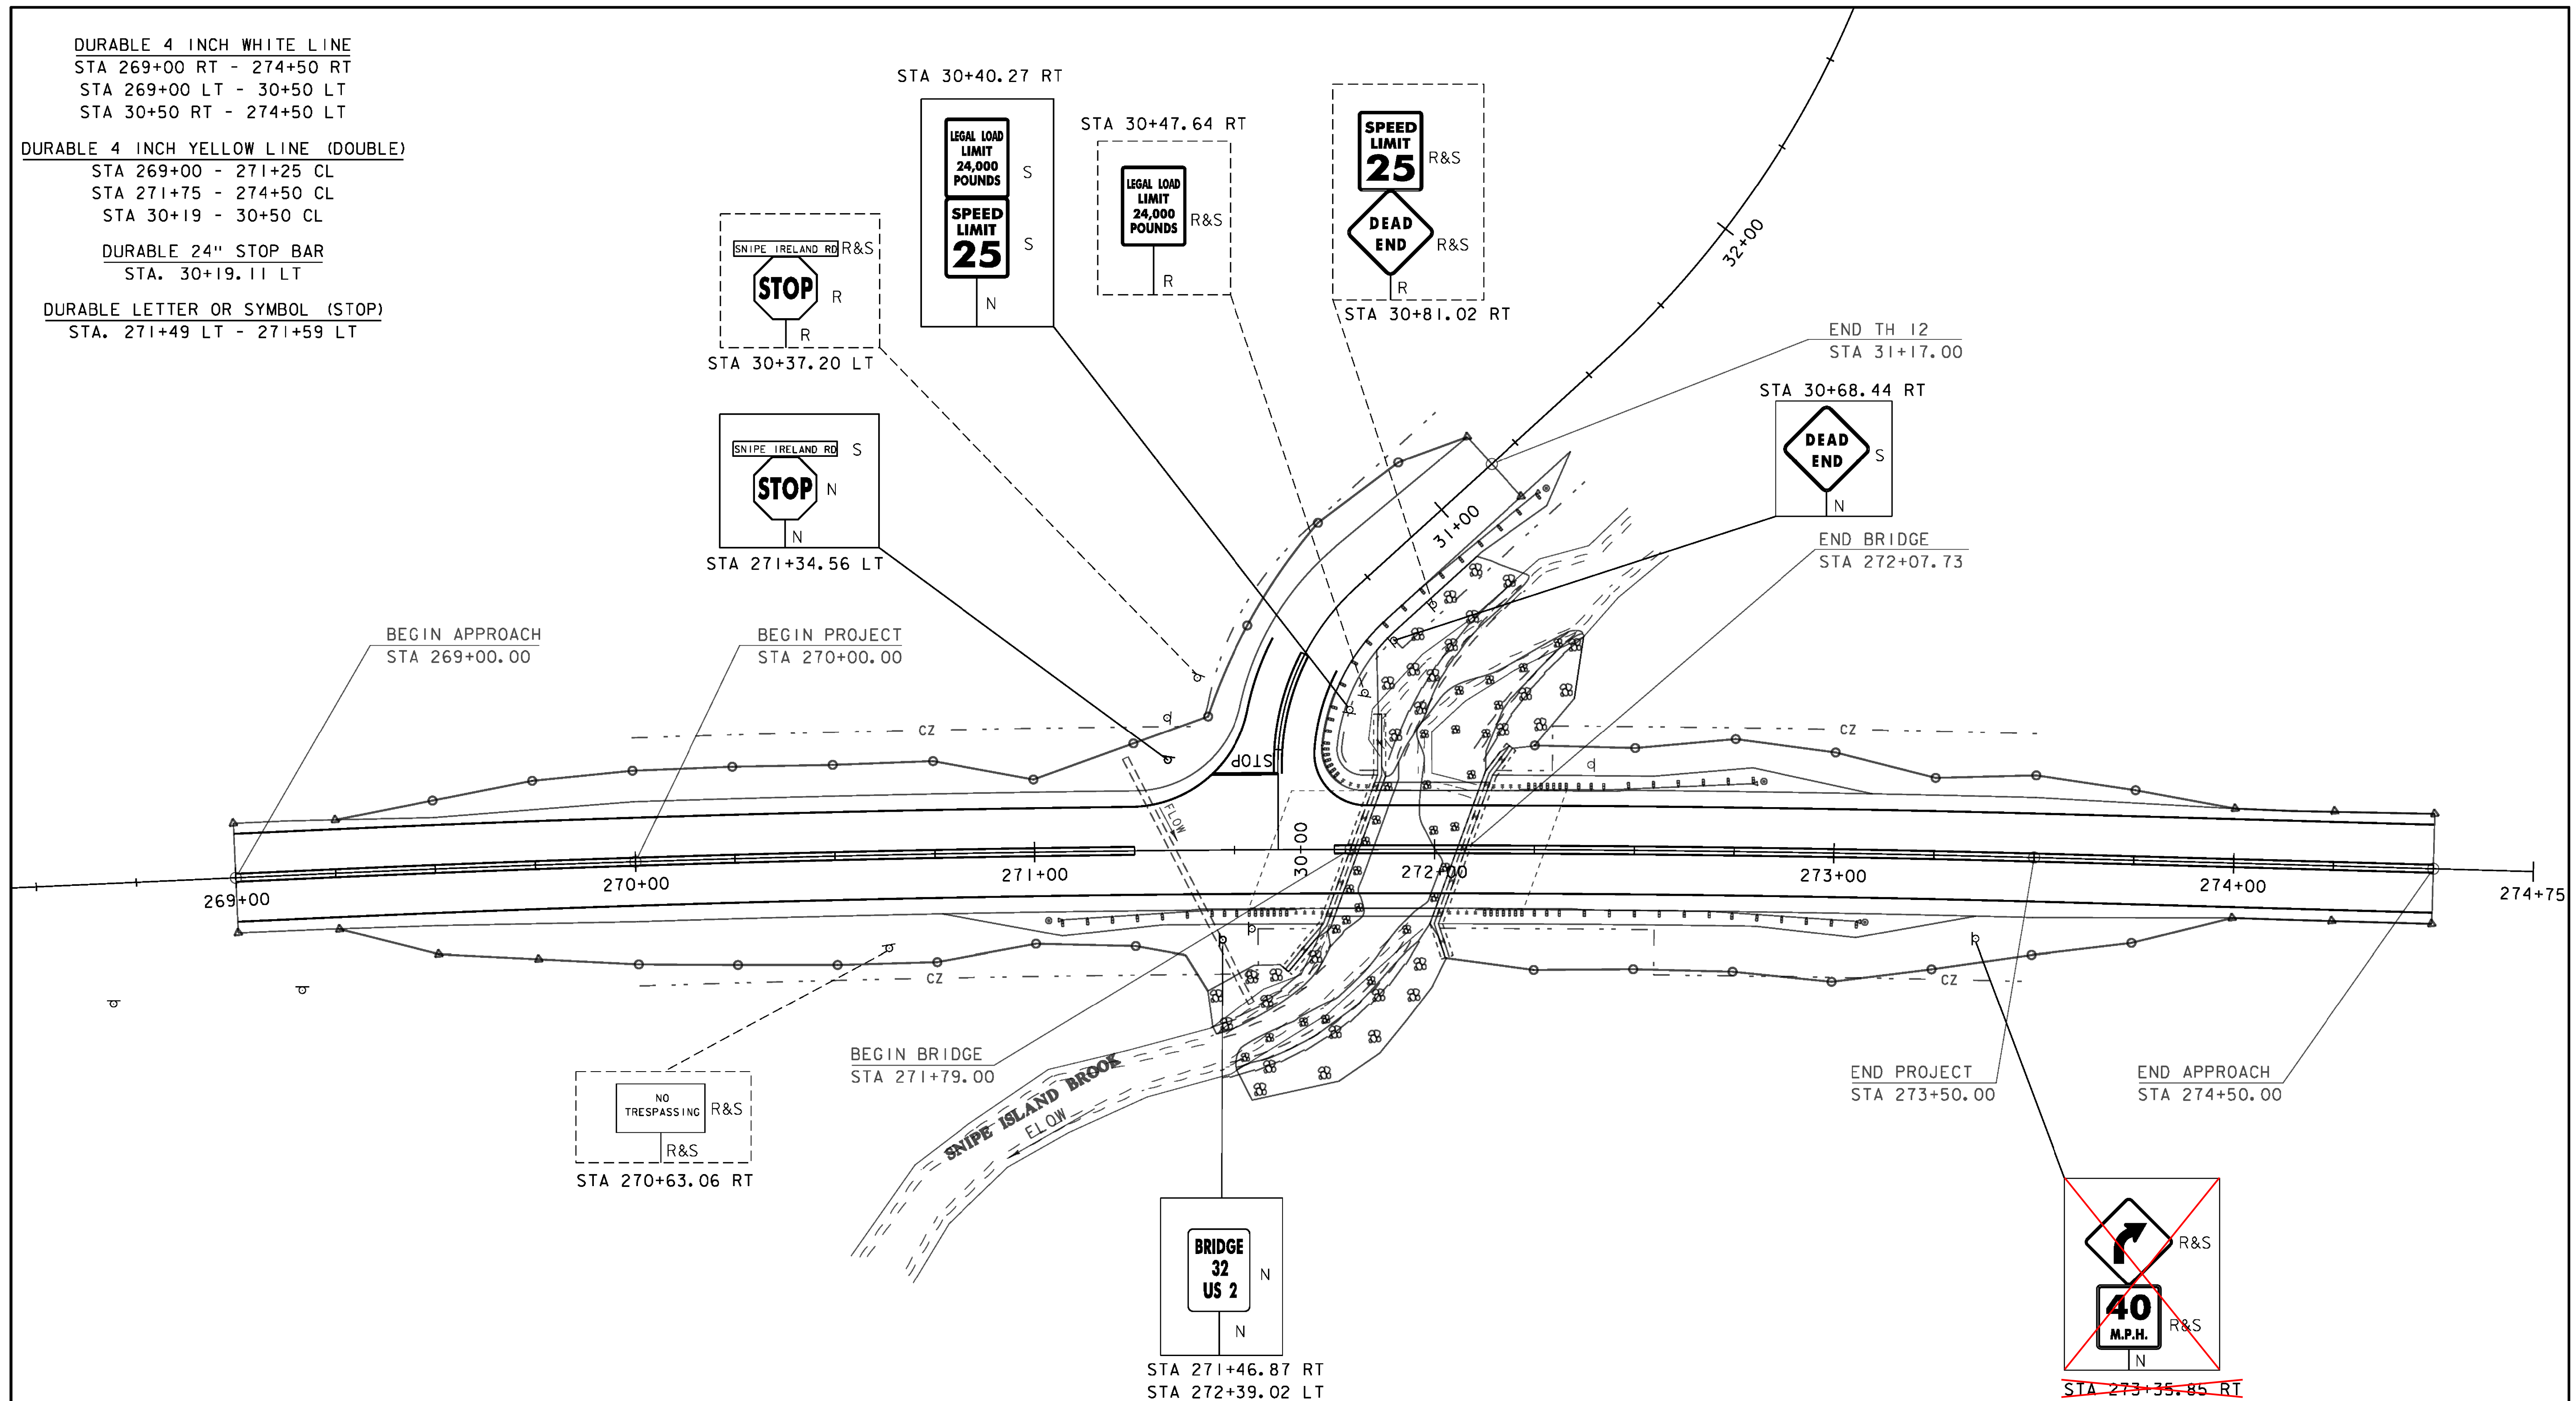 DURABLE 4 INCH WHITE LINE
STA 269+00 RT - 274+50 RT
STA 269+00 LT - 30+50 LT
STA 30+50 RT - 274+50 LT
DURABLE 4 INCH YELLOW LINE (DOUBLE)
STA 269+00 - 271+25 CL
STA 271+75 - 274+50 CL
STA 30+19 - 30+50 CL
DURABLE 24" STOP BAR
STA. 30+19.11 LT
DURABLE LETTER OR SYMBOL (STOP)
STA. 271+49 LT - 271+59 LT
SNIPE IRELAND RD R&S
STOP R
R
STA 30+37.20 LT
STA 30+40.27 RT
LEGAL LOAD
LIMIT
24,000
POUNDS
S
SPEED
LIMIT
25
S
N
STA 30+47.64 RT
LEGAL LOAD
LIMIT
24,000
POUNDS
R&S
R
SPEED
LIMIT
25
R&S
DEAD
END
R&S
R
STA 30+81.02 RT
32+00
END TH 12
STA 31+17.00
STA 30+68.44 RT
DEAD
END
S
N
SNIPE IRELAND RD S
STOP N
N
STA 271+34.56 LT
31+00
END BRIDGE
STA 272+07.73
BEGIN APPROACH
STA 269+00.00
BEGIN PROJECT
STA 270+00.00
CZ
CZ
STOP
FLOW
30+00
269+00
270+00
271+00
272+00
273+00
274+00
274+75
CZ
CZ
NO
TRESPASSING
R&S
R&S
STA 270+63.06 RT
BEGIN BRIDGE
STA 271+79.00
SNIPE ISLAND BROOK
FLOW
BRIDGE
32
US 2
N
N
STA 271+46.87 RT
STA 272+39.02 LT
END PROJECT
STA 273+50.00
END APPROACH
STA 274+50.00
R&S
40
M.P.H.
R&S
N
STA 273+35.85 RT